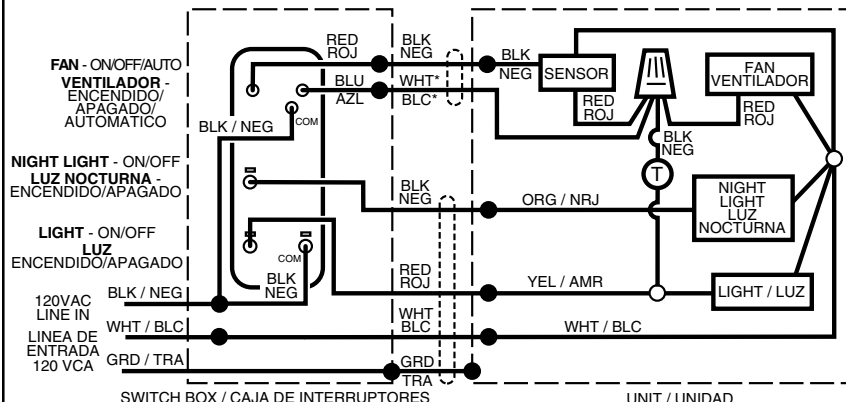 FAN - ON/OFF/AUTO
VENTILADOR -
ENCENDIDO/
APAGADO/
AUTOMATICO
NIGHT LIGHT - ON/OFF
LUZ NOCTURNA -
ENCENDIDO/APAGADO
LIGHT - ON/OFF
LUZ
ENCENDIDO/APAGADO
120VAC
LINE IN
LINEA DE
ENTRADA
120 VCA
BLK / NEG
WHT / BLC
GRD / TRA
RED
ROJ
BLU
AZL
BLK / NEG
COM
COM
BLK
NEG
BLK
NEG
WHT*
BLC*
BLK
NEG
RED
ROJ
WHT
BLC
GRD
TRA
BLK
NEG
SENSOR
RED
ROJ
FAN
VENTILADOR
RED
ROJ
BLK
NEG
T
ORG / NRJ
NIGHT
LIGHT
LUZ
NOCTURNA
YEL / AMR
LIGHT / LUZ
WHT / BLC
SWITCH BOX / CAJA DE INTERRUPTORES
UNIT / UNIDAD